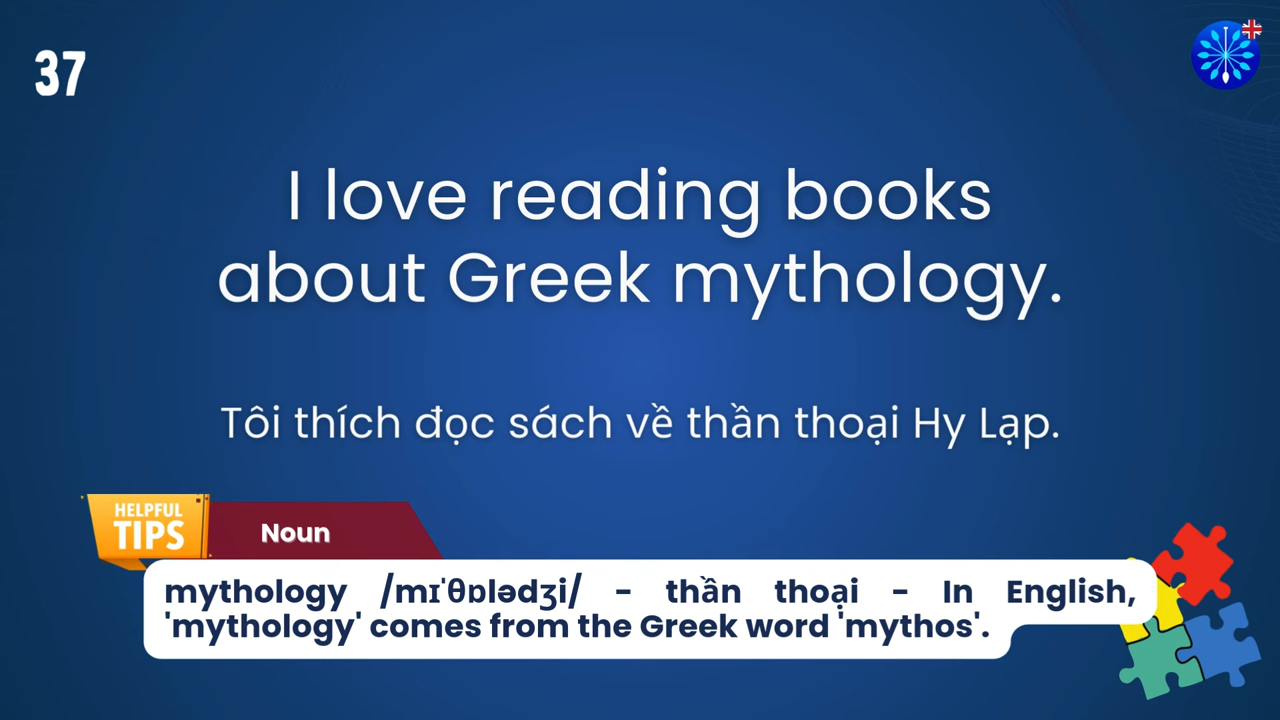 37
I love reading books
about Greek mythology.
Tôi thích đọc sách về thần thoại Hy Lạp.
HELPFUL
TIPS
Noun
mythology /mɪˈθɒlədʒi/ - thần thoại - In English,
'mythology' comes from the Greek word 'mythos'.